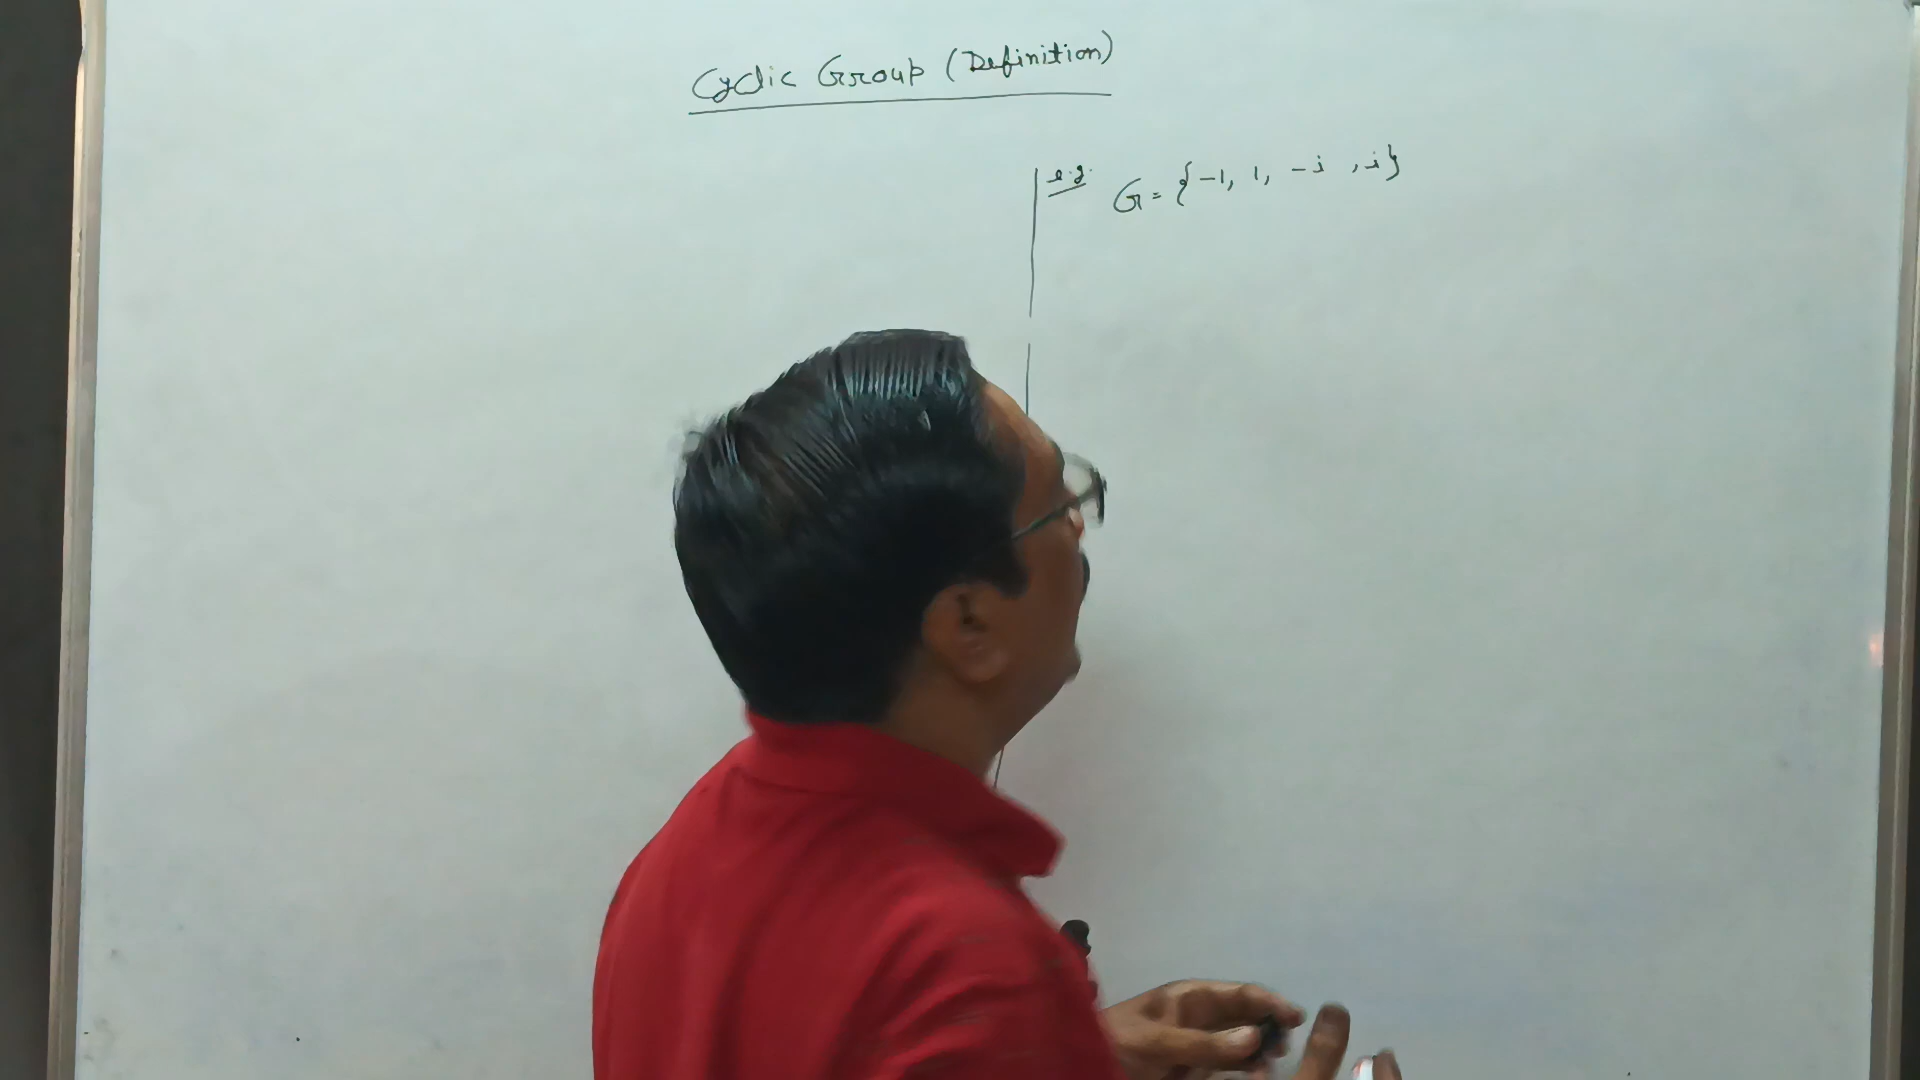 Cyclic Group (Definition)
e.g. G = {-1, 1, -i, i}